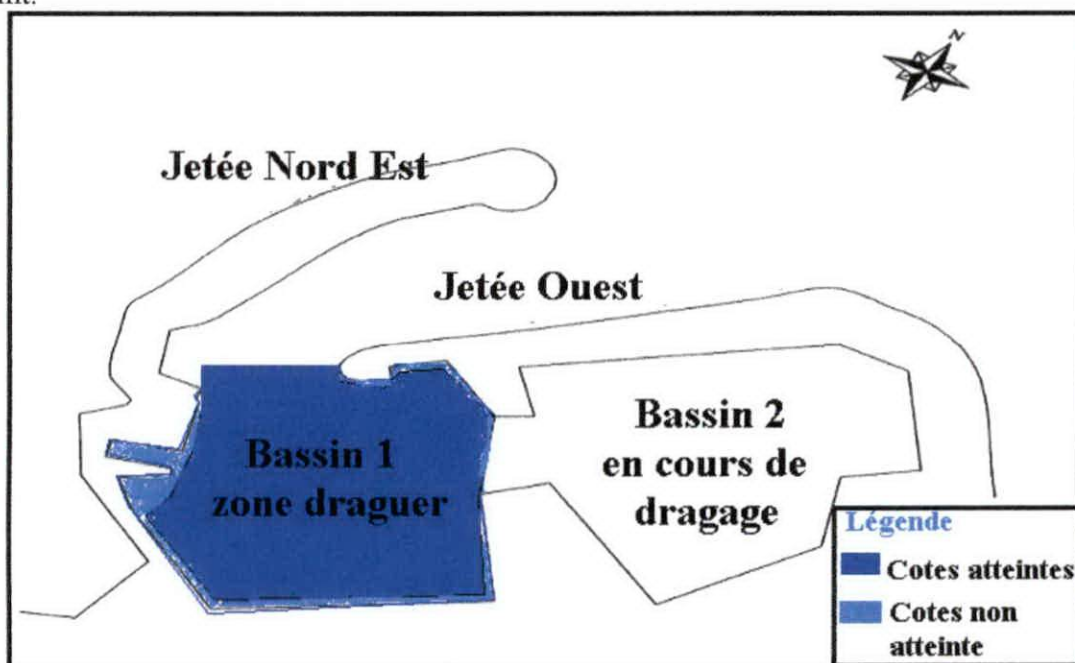 N
Jetée Nord Est
Jetée Ouest
Bassin 1
zone draguer
Bassin 2
en cours de
dragage
Légende
Cotes atteintes
Cotes non
atteinte